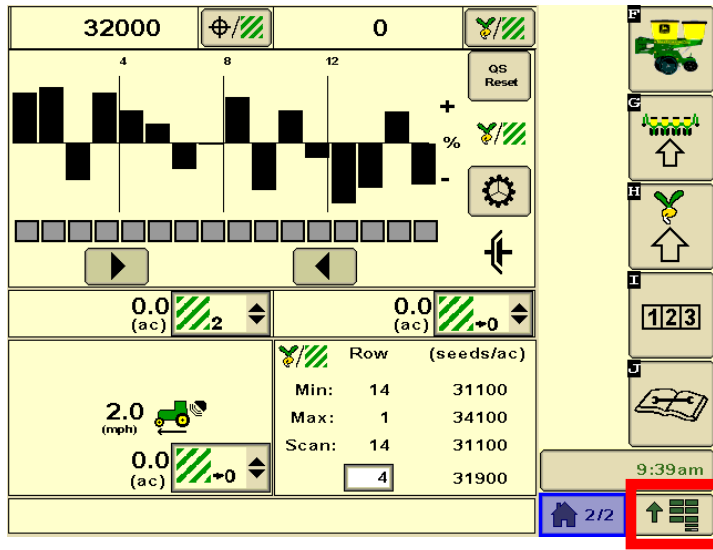 32000
0
F
4 8 12
QS
Reset
+
%
-
G
H
I
123
0.0
(ac)
2
0.0
(ac)
0
Row (seeds/ac)
Min: 14 31100
Max: 1 34100
Scan: 14 31100
4 31900
2.0
(mph)
0.0
(ac)
0
J
9:39am
2/2